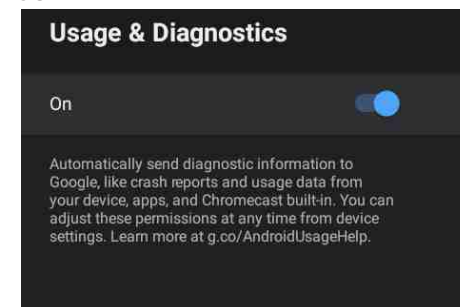 Usage & Diagnostics
On
Automatically send diagnostic information to
Google, like crash reports and usage data from
your device, apps, and Chromecast built-in. You can
adjust these permissions at any time from device
settings. Learn more at g.co/AndroidUsageHelp.